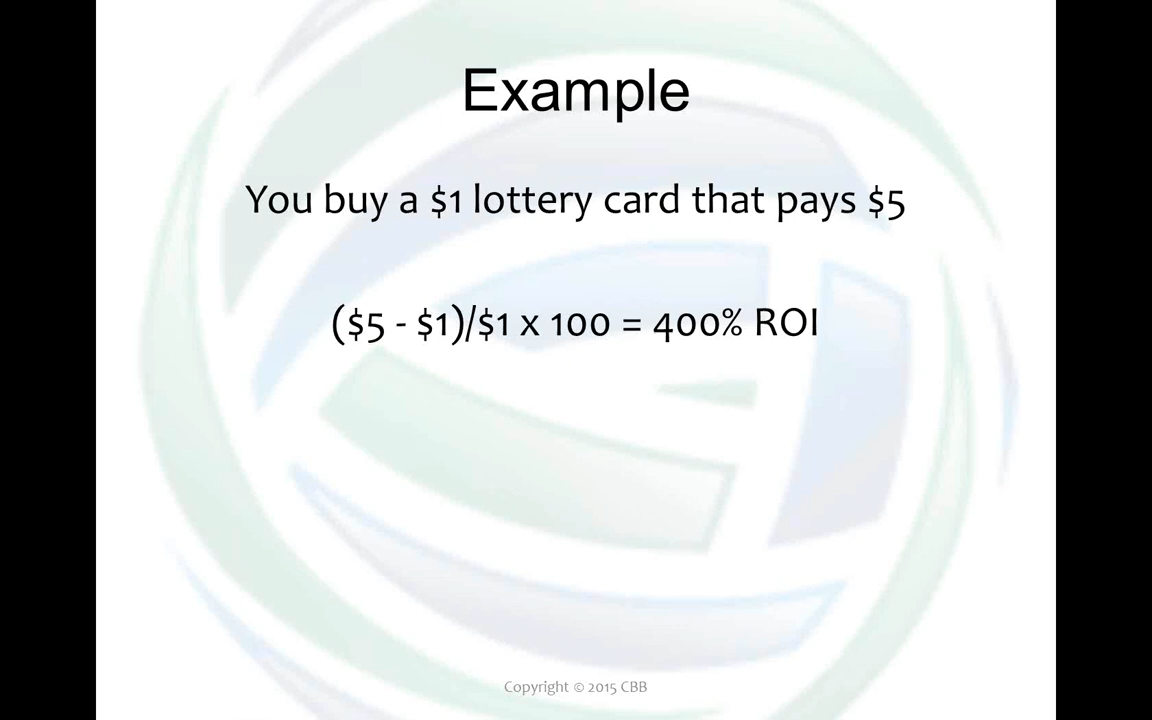 Example
You buy a $1 lottery card that pays $5
($5 - $1)/$1 x 100 = 400% ROI
Copyright © 2015 CBB